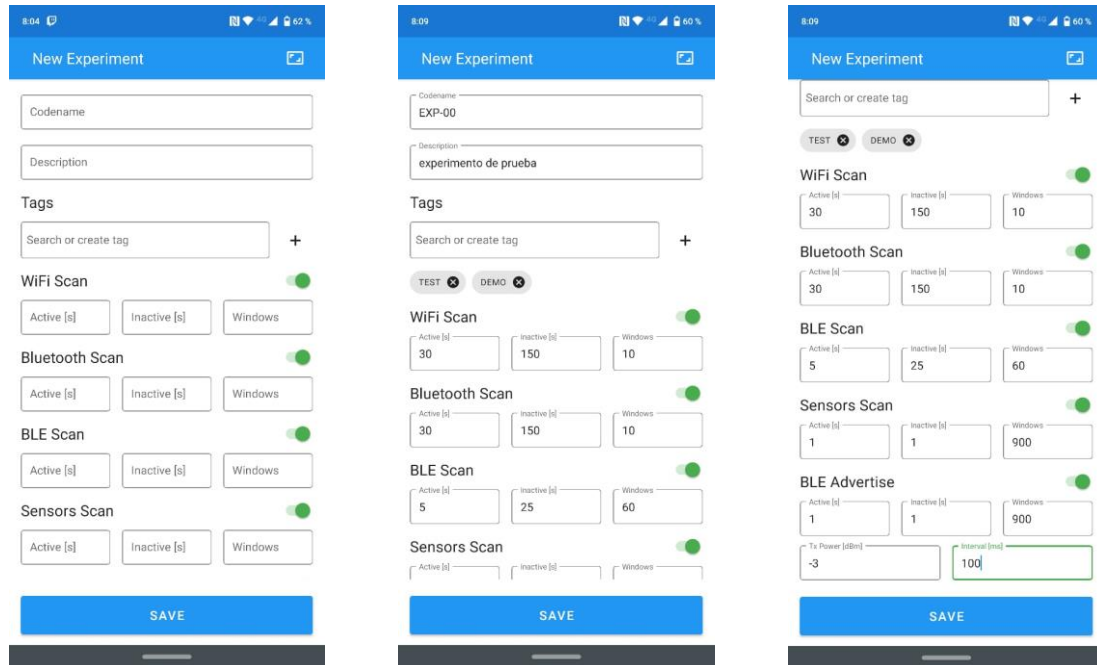 8:04 4G 62 %
New Experiment
Codename
Description
Tags
Search or create tag +
WiFi Scan
Active [s] Inactive [s] Windows
Bluetooth Scan
Active [s] Inactive [s] Windows
BLE Scan
Active [s] Inactive [s] Windows
Sensors Scan
Active [s] Inactive [s] Windows
SAVE
8:09 4G 60 %
New Experiment
Codename
EXP-00
Description
experimento de prueba
Tags
Search or create tag +
TEST DEMO
WiFi Scan
Active [s] Inactive [s] Windows
30 150 10
Bluetooth Scan
Active [s] Inactive [s] Windows
30 150 10
BLE Scan
Active [s] Inactive [s] Windows
5 25 60
Sensors Scan
Active [s] Inactive [s] Windows
SAVE
8:09 4G 60 %
New Experiment
Search or create tag +
TEST DEMO
WiFi Scan
Active [s] Inactive [s] Windows
30 150 10
Bluetooth Scan
Active [s] Inactive [s] Windows
30 150 10
BLE Scan
Active [s] Inactive [s] Windows
5 25 60
Sensors Scan
Active [s] Inactive [s] Windows
1 1 900
BLE Advertise
Active [s] Inactive [s] Windows
1 1 900
Tx Power [dBm] Interval [ms]
-3 100
SAVE